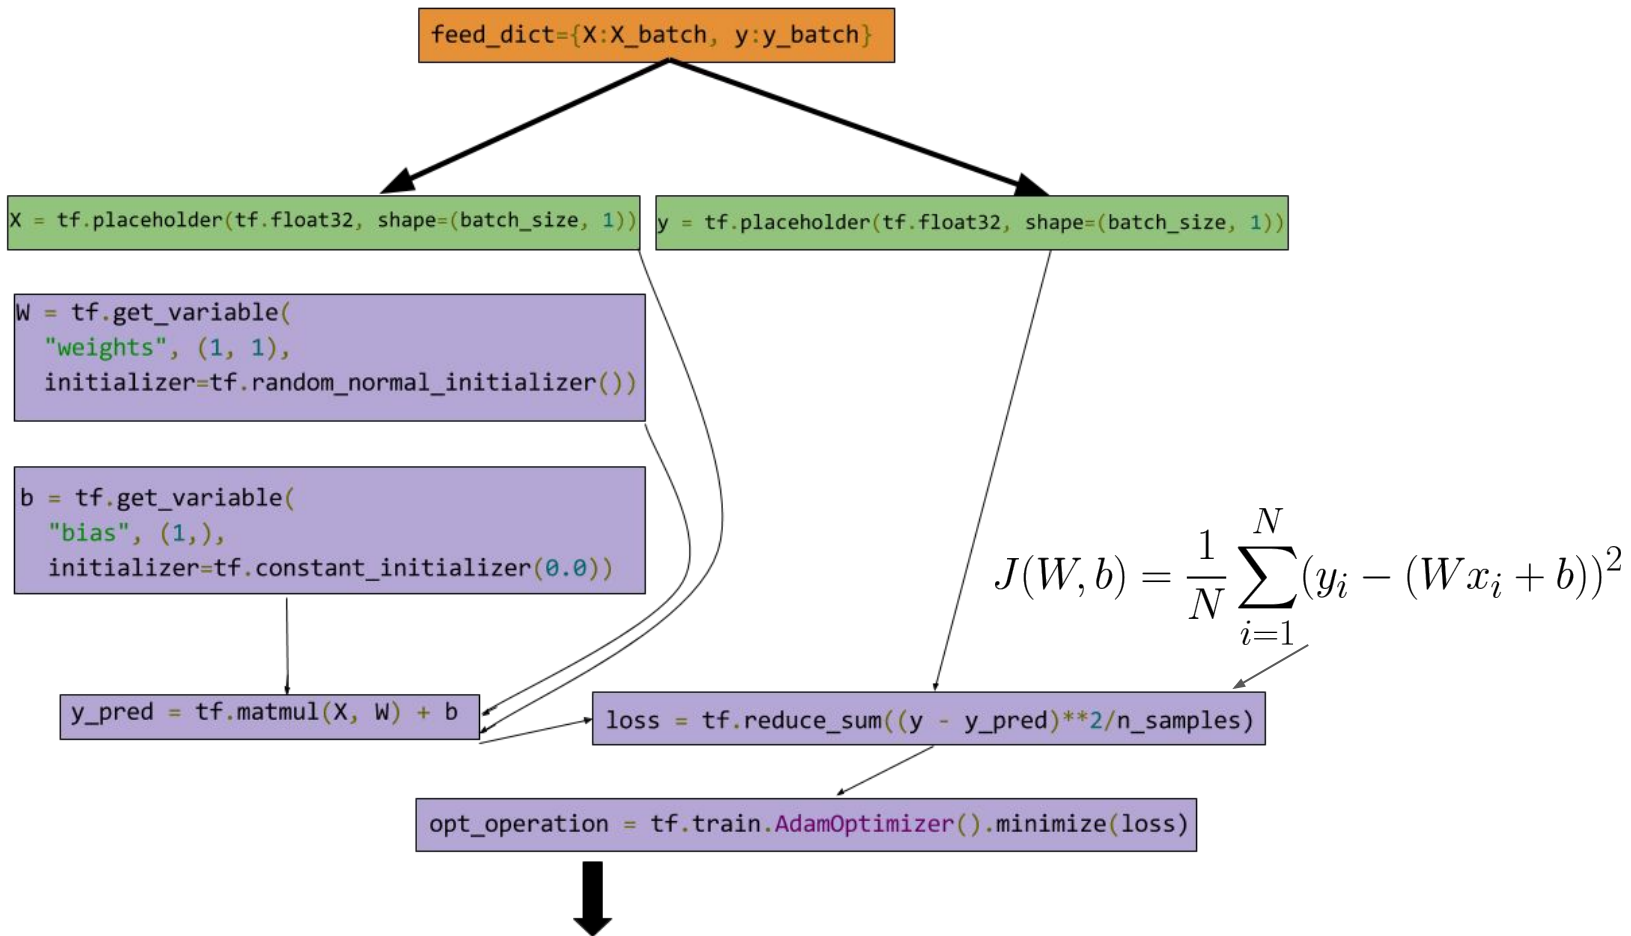 feed_dict={X:X_batch, y:y_batch}
X = tf.placeholder(tf.float32, shape=(batch_size, 1))
y = tf.placeholder(tf.float32, shape=(batch_size, 1))
W = tf.get_variable(
"weights", (1, 1),
initializer=tf.random_normal_initializer())
b = tf.get_variable(
"bias", (1,),
initializer=tf.constant_initializer(0.0))
J(W, b) = \frac{1}{N} \sum_{i=1}^{N} (y_i - (Wx_i + b))^2
y_pred = tf.matmul(X, W) + b
loss = tf.reduce_sum((y - y_pred)**2/n_samples)
opt_operation = tf.train.AdamOptimizer().minimize(loss)